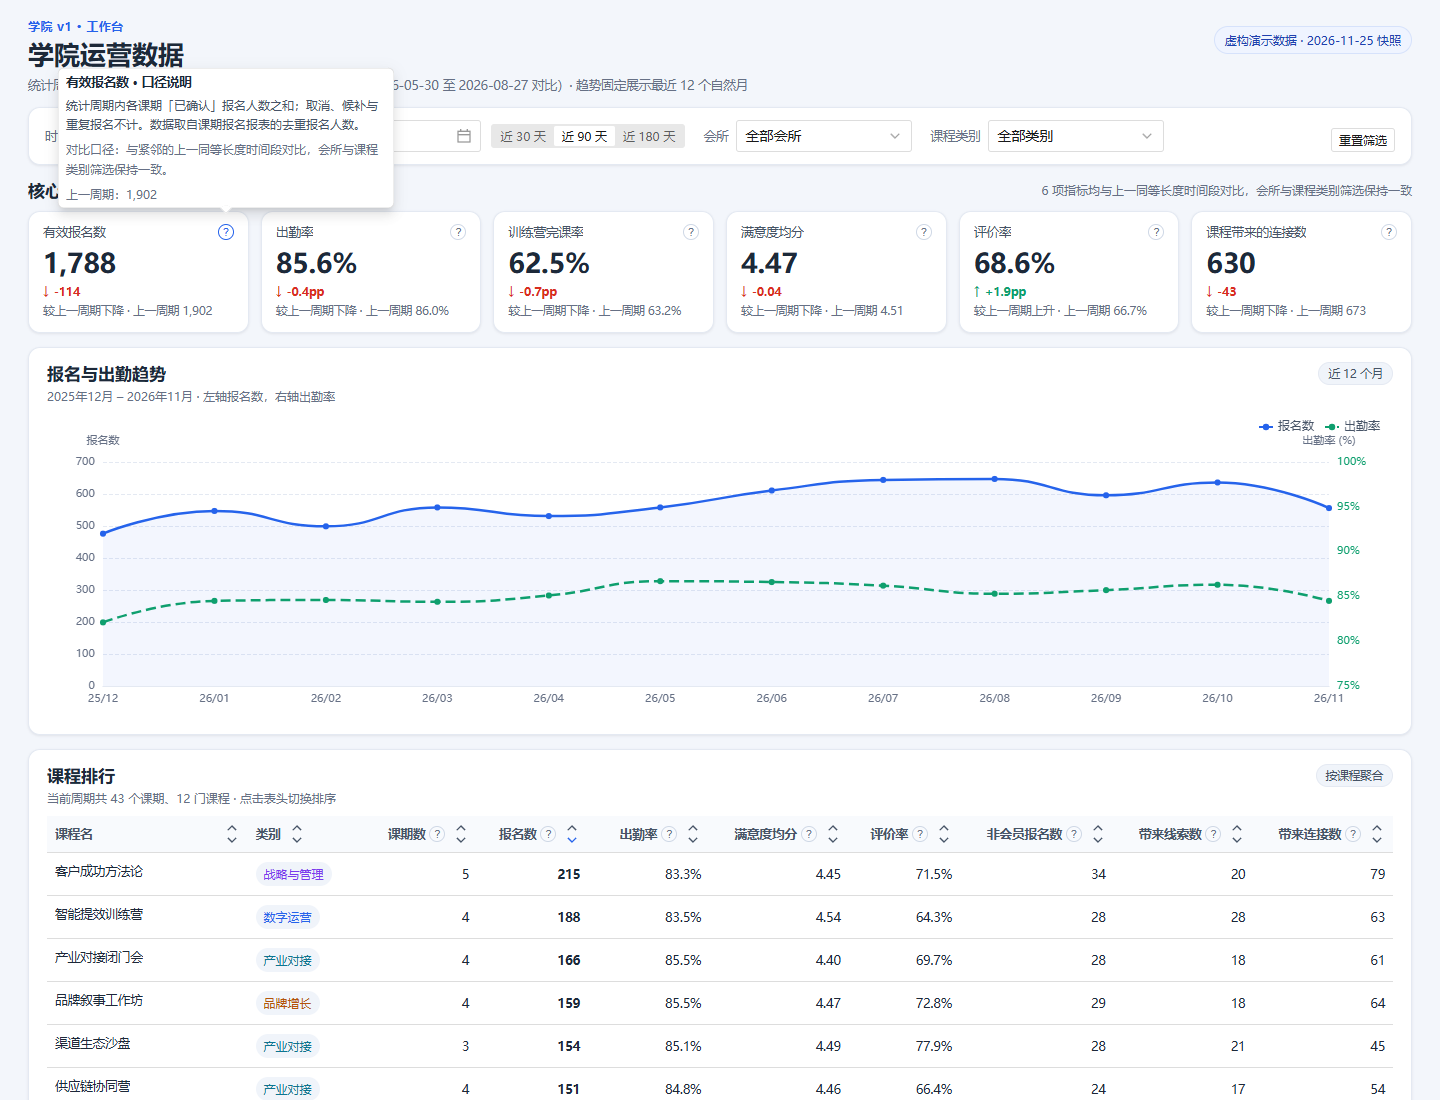 学院 v1 • 工作台
学院运营数据
虚构演示数据 · 2026-11-25 快照
统计
5-05-30 至 2026-08-27 对比）· 趋势固定展示最近 12 个自然月
有效报名数 • 口径说明
统计周期内各课期「已确认」报名人数之和；取消、候补与
重复报名不计。数据取自课期报名报表的去重报名人数。
对比口径：与紧邻的上一同等长度时间段对比，会所与课程
类别筛选保持一致。
上一周期：1,902
时
近 30 天 近 90 天 近 180 天
会所 全部会所
课程类别 全部类别
重置筛选
核心
6 项指标均与上一同等长度时间段对比，会所与课程类别筛选保持一致
有效报名数 ?
1,788
↓ -114
较上一周期下降 · 上一周期 1,902
出勤率 ?
85.6%
↓ -0.4pp
较上一周期下降 · 上一周期 86.0%
训练营完课率 ?
62.5%
↓ -0.7pp
较上一周期下降 · 上一周期 63.2%
满意度均分 ?
4.47
↓ -0.04
较上一周期下降 · 上一周期 4.51
评价率 ?
68.6%
↑ +1.9pp
较上一周期上升 · 上一周期 66.7%
课程带来的连接数 ?
630
↓ -43
较上一周期下降 · 上一周期 673
报名与出勤趋势
近 12 个月
2025年12月 – 2026年11月 · 左轴报名数，右轴出勤率
报名数 出勤率
报名数
出勤率 (%)
700 100%
600
500 95%
400 90%
300
200 85%
100 80%
0 75%
25/12 26/01 26/02 26/03 26/04 26/05 26/06 26/07 26/08 26/09 26/10 26/11
课程排行
按课程聚合
当前周期共 43 个课期、12 门课程 · 点击表头切换排序
课程名 类别 课期数 ? 报名数 ? 出勤率 ? 满意度均分 ? 评价率 ? 非会员报名数 ? 带来线索数 ? 带来连接数 ?
客户成功方法论 战略与管理 5 215 83.3% 4.45 71.5% 34 20 79
智能提效训练营 数字运营 4 188 83.5% 4.54 64.3% 28 28 63
产业对接闭门会 产业对接 4 166 85.5% 4.40 69.7% 28 18 61
品牌叙事工作坊 品牌增长 4 159 85.5% 4.47 72.8% 29 18 64
渠道生态沙盘 产业对接 3 154 85.1% 4.49 77.9% 28 21 45
供应链协同营 产业对接 4 151 84.8% 4.46 66.4% 24 17 54